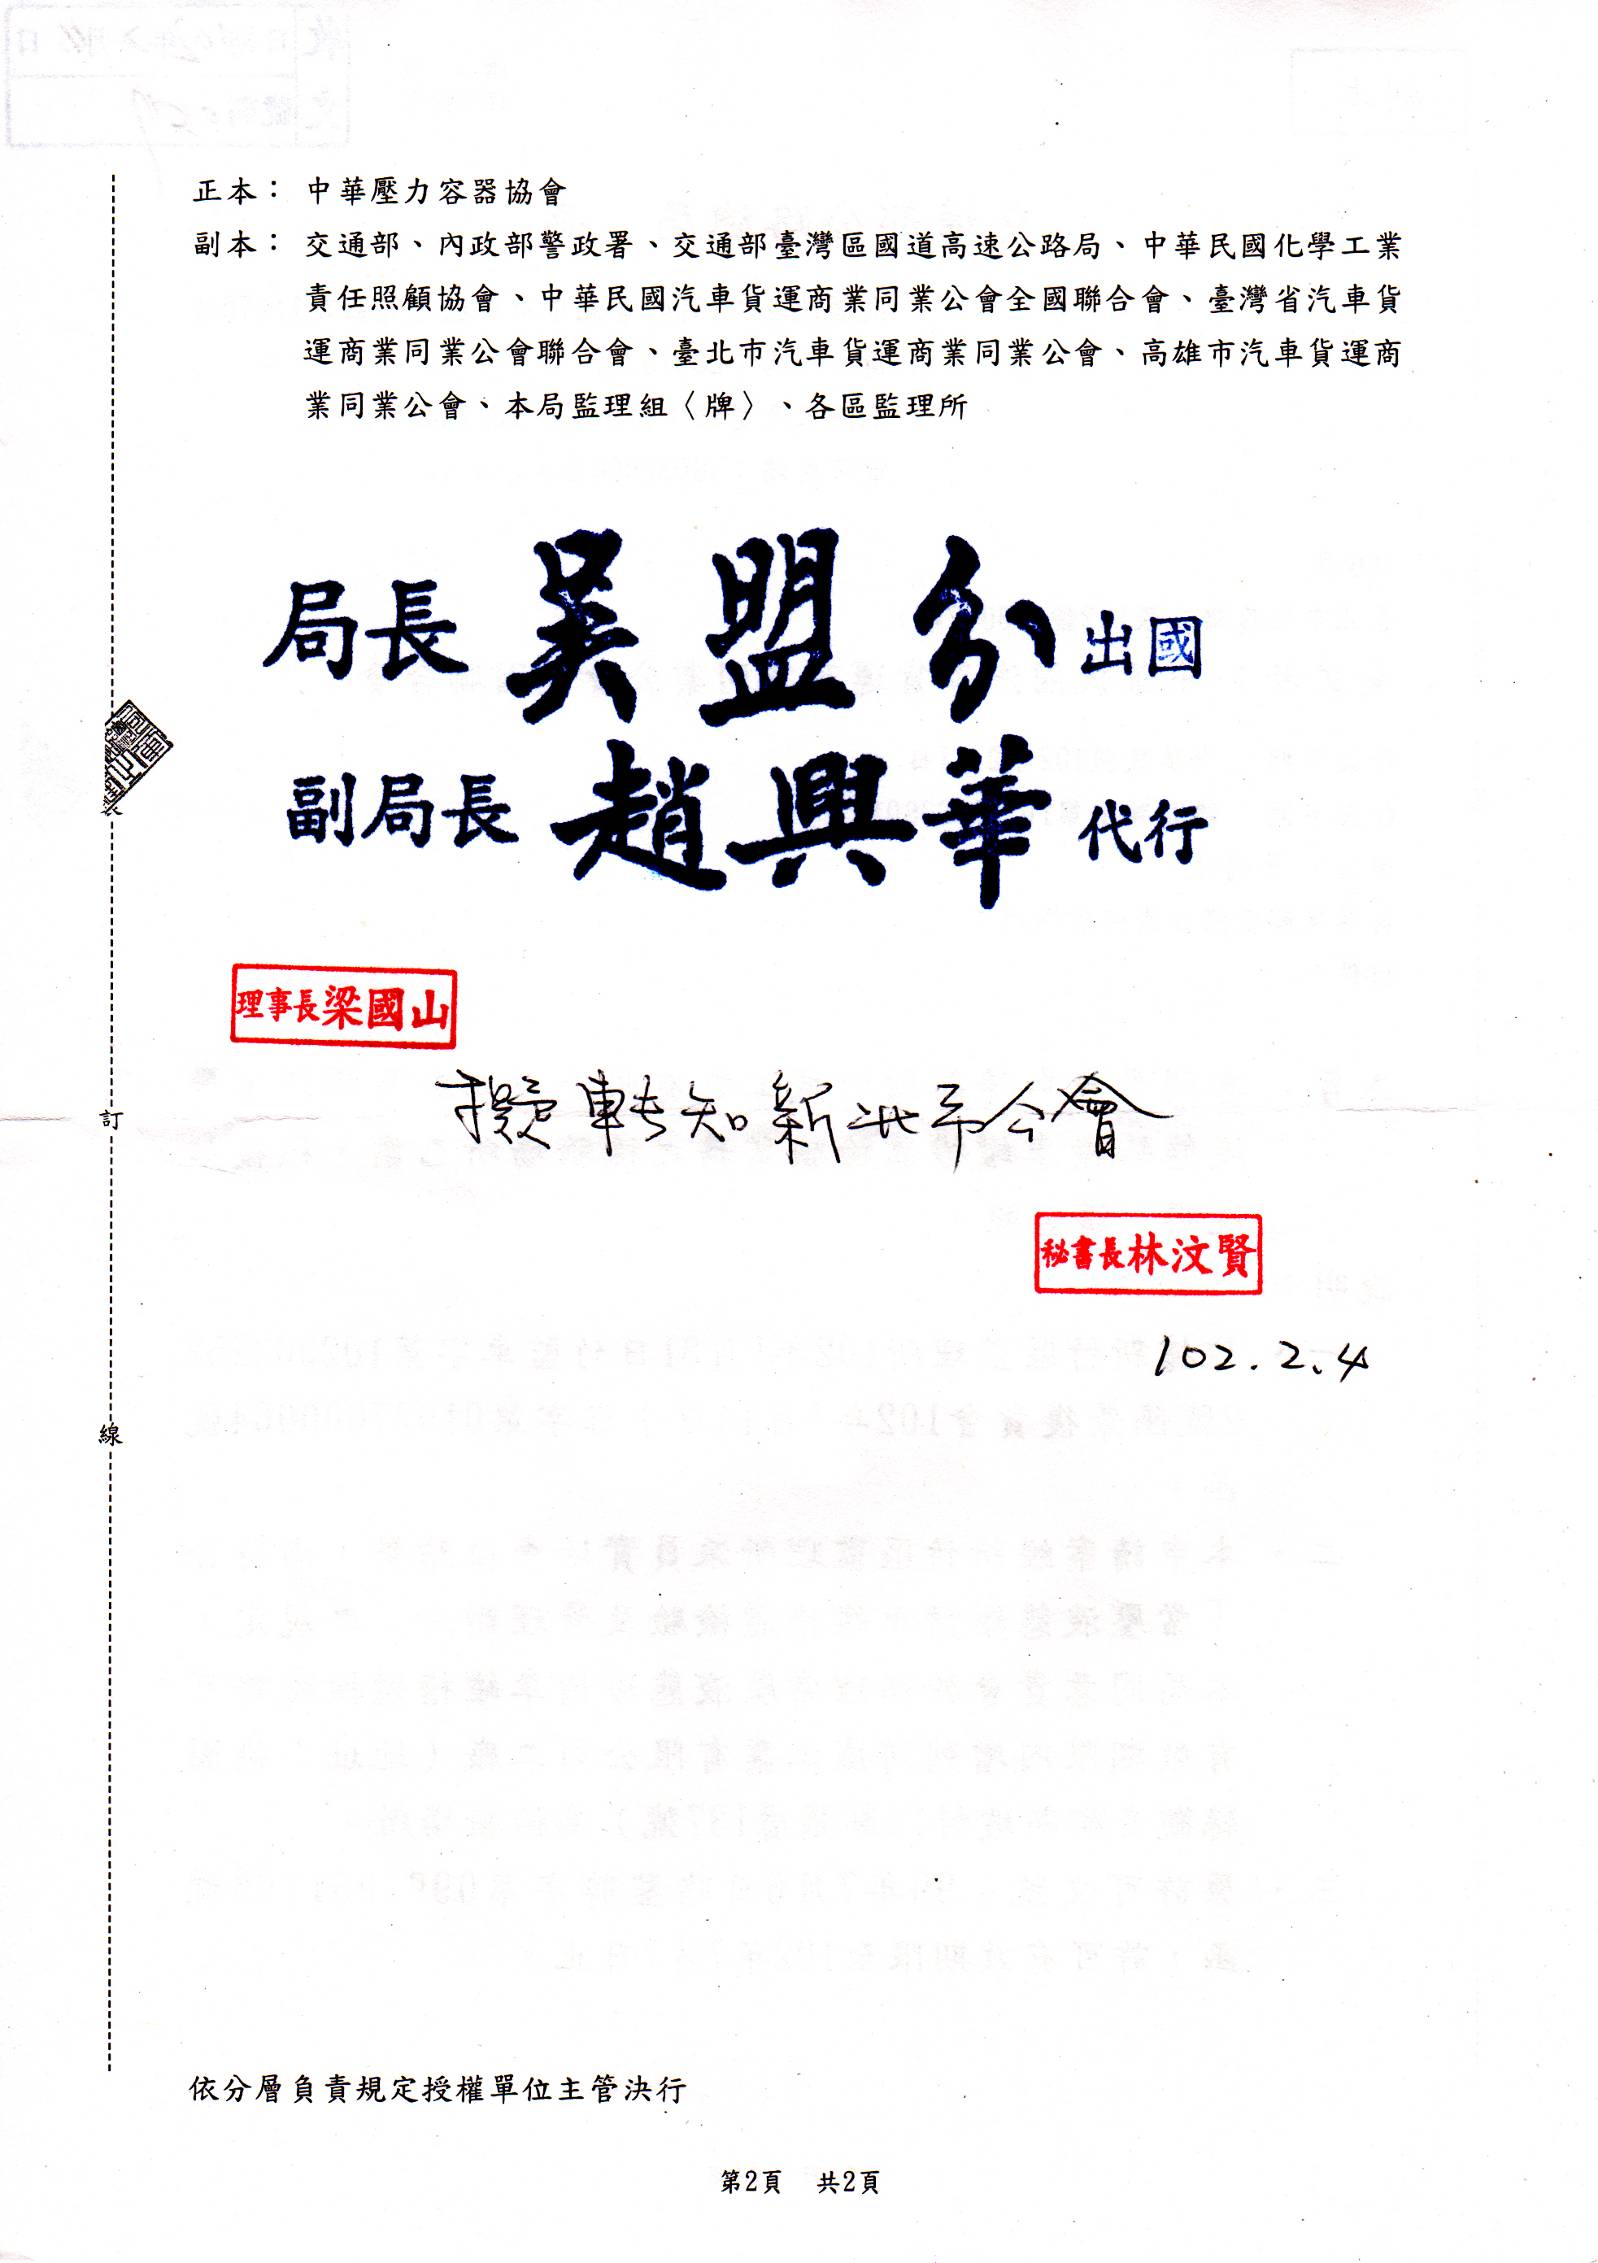 正本： 中華壓力容器協會
副本： 交通部、內政部警政署、交通部臺灣區國道高速公路局、中華民國化學工業
責任照顧協會、中華民國汽車貨運商業同業公會全國聯合會、臺灣省汽車貨
運商業同業公會聯合會、臺北市汽車貨運商業同業公會、高雄市汽車貨運商
業同業公會、本局監理組〈牌〉、各區監理所
局長 吳盟分 出國
副局長 趙興華 代行
理事長梁國山
擬轉知新北市公會
秘書長林汶賢
102.2.4
訂
線
依分層負責規定授權單位主管決行
第2頁 共2頁